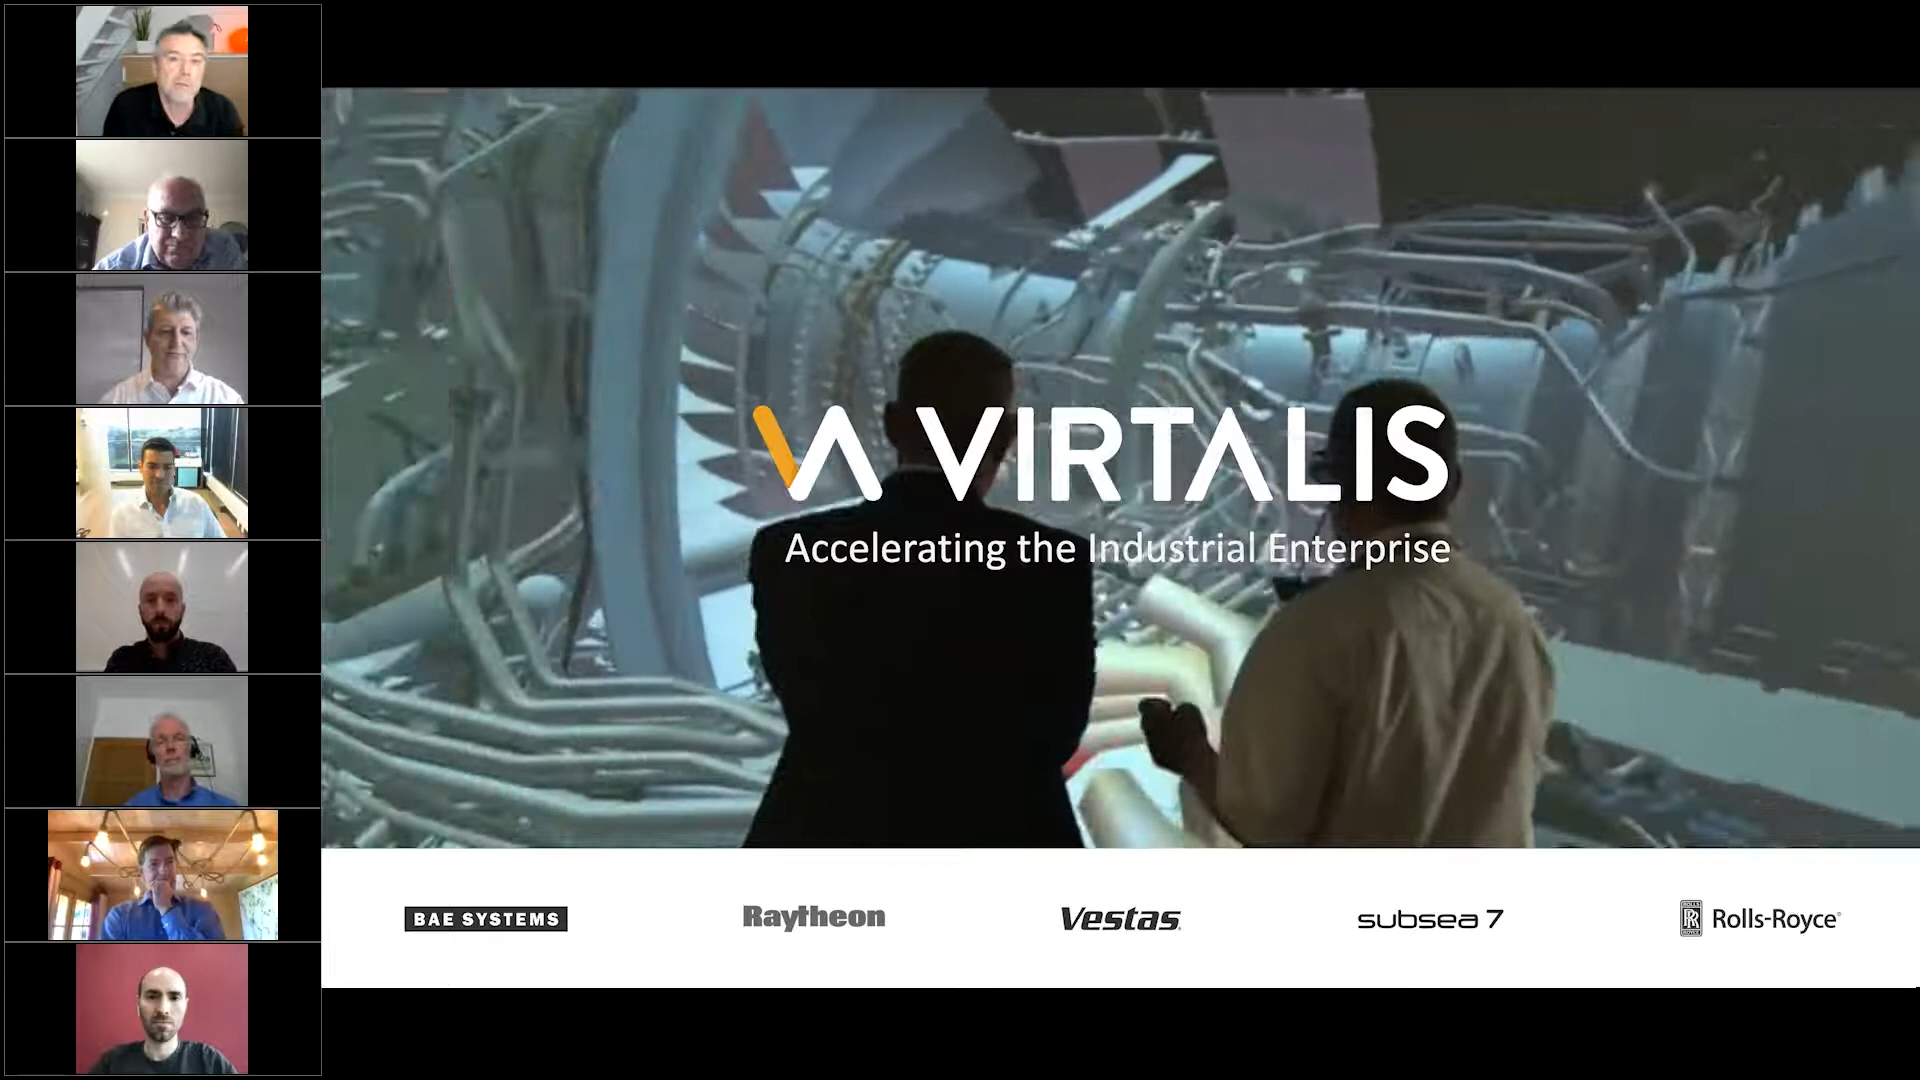 VIRTALIS
Accelerating the Industrial Enterprise
BAE SYSTEMS
Raytheon
Vestas
subsea 7
Rolls-Royce